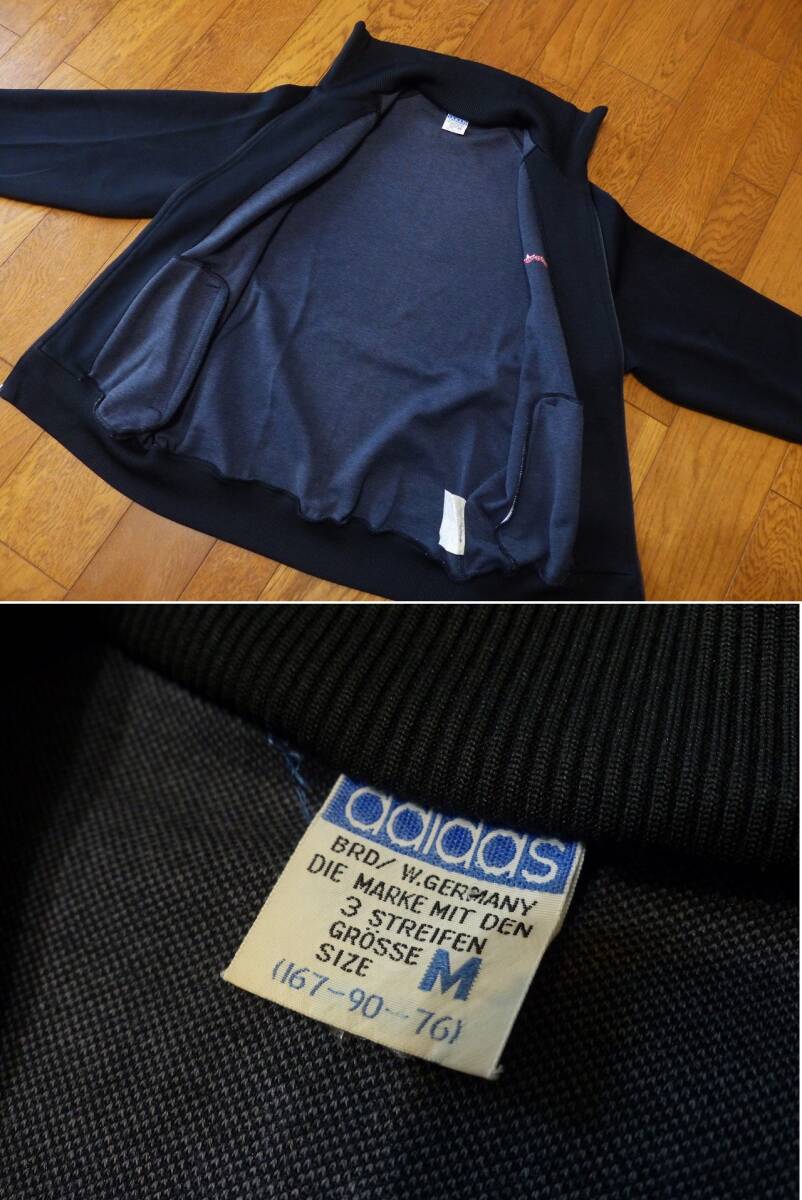 adidas
BRD/ W.GERMANY
DIE MARKE MIT DEN
3 STREIFEN
GRÖSSE M
SIZE
(167-90-76)